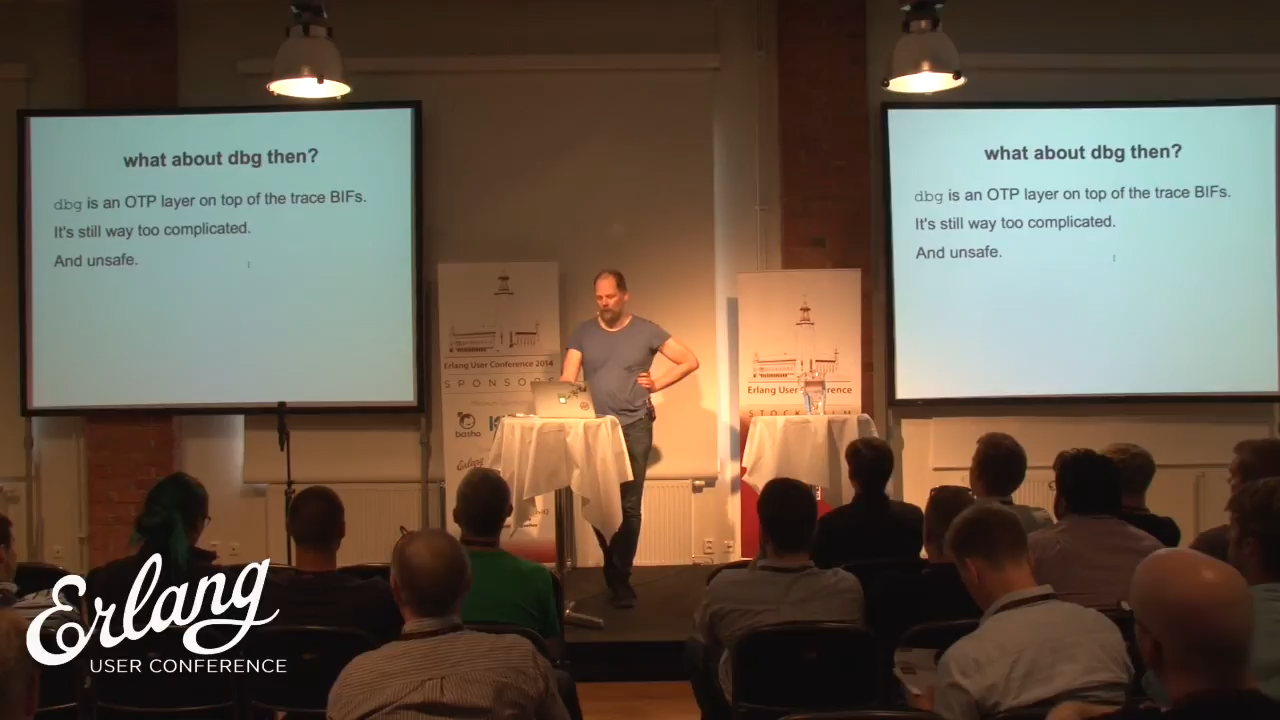 what about dbg then?
dbg is an OTP layer on top of the trace BIFs.
It's still way too complicated.
And unsafe.
what about dbg then?
dbg is an OTP layer on top of the trace BIFs.
It's still way too complicated.
And unsafe.
Erlang User Conference 2014
SPONSORS
basho
Erlang
Erlang User Conference
STOCKHOLM
Erlang
USER CONFERENCE